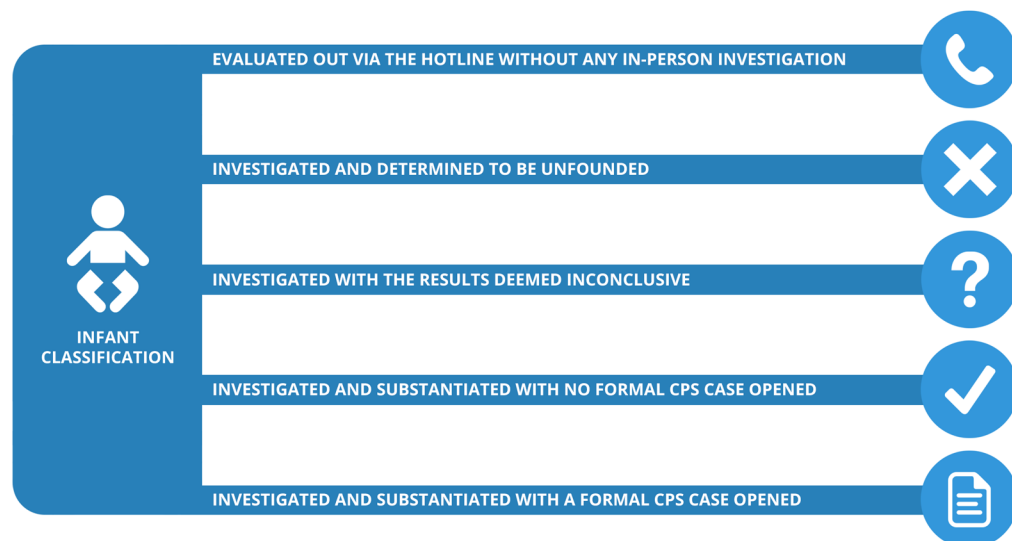 EVALUATED OUT VIA THE HOTLINE WITHOUT ANY IN-PERSON INVESTIGATION
INVESTIGATED AND DETERMINED TO BE UNFOUNDED
INVESTIGATED WITH THE RESULTS DEEMED INCONCLUSIVE
INFANT
CLASSIFICATION
INVESTIGATED AND SUBSTANTIATED WITH NO FORMAL CPS CASE OPENED
INVESTIGATED AND SUBSTANTIATED WITH A FORMAL CPS CASE OPENED